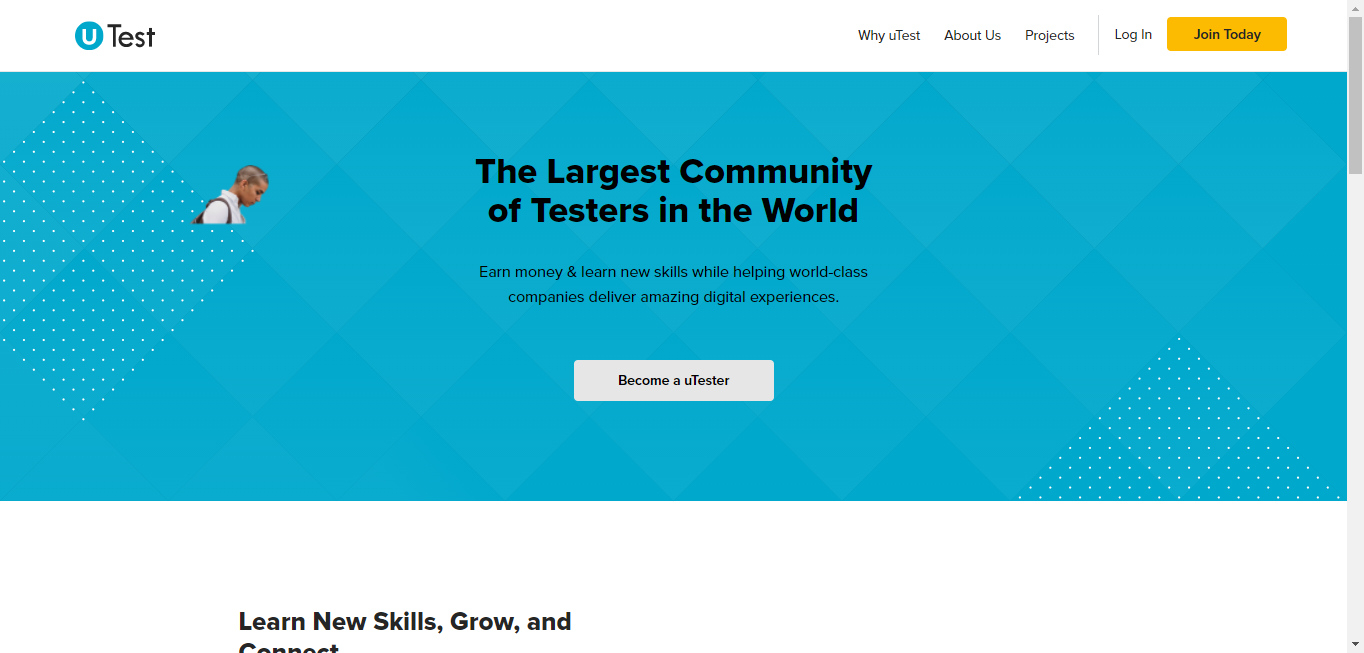 uTest
Why uTest
About Us
Projects
Log In
Join Today
The Largest Community
of Testers in the World
Earn money & learn new skills while helping world-class
companies deliver amazing digital experiences.
Become a uTester
Learn New Skills, Grow, and
Connect